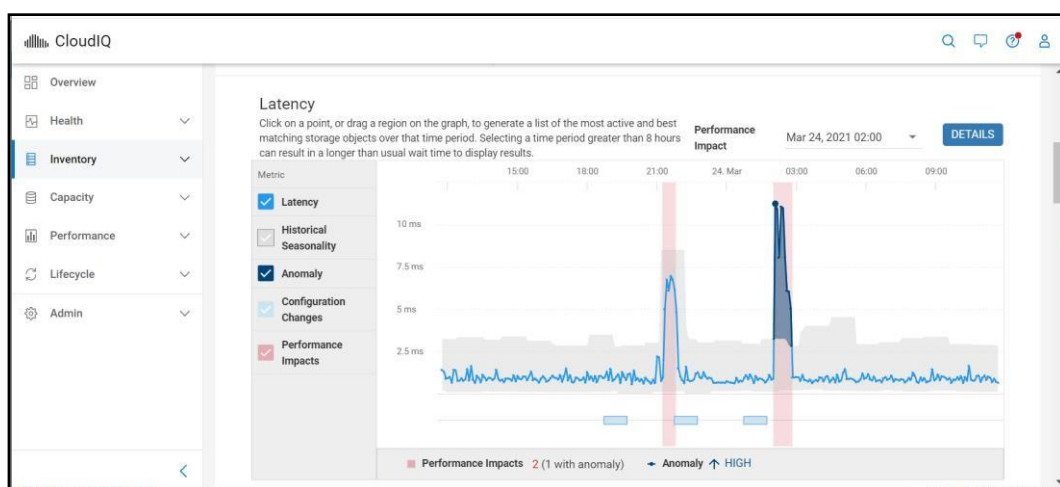 CloudIQ
Overview
Health
Inventory
Capacity
Performance
Lifecycle
Admin
Latency
Click on a point, or drag a region on the graph, to generate a list of the most active and best
matching storage objects over that time period. Selecting a time period greater than 8 hours
can result in a longer than usual wait time to display results.
Performance
Impact
Mar 24, 2021 02:00
DETAILS
Metric
Latency
Historical
Seasonality
Anomaly
Configuration
Changes
Performance
Impacts
15:00 18:00 21:00 24. Mar 03:00 06:00 09:00
10 ms
7.5 ms
5 ms
2.5 ms
Performance Impacts 2 (1 with anomaly) Anomaly HIGH